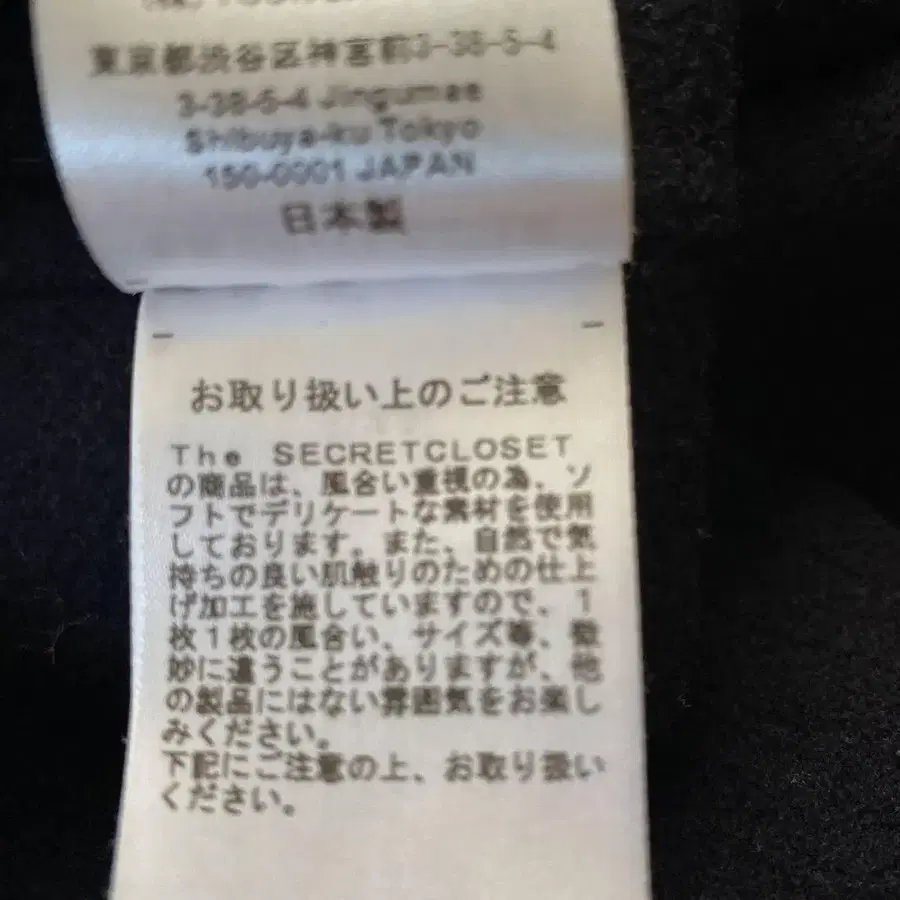 東京都渋谷区神宮前3-38-5-4
3-38-5-4 Jingumae
Shibuya-ku Tokyo
150-0001 JAPAN
日本製
お取り扱い上のご注意
The SECRETCLOSET
の商品は、風合い重視の為、ソ
フトでデリケートな素材を使用
しております。また、自然で気
持ちの良い肌触りのための仕上
げ加工を施していますので、1
枚1枚の風合い、サイズ等、微
妙に違うことがありますが、他
の製品にはない雰囲気をお楽し
みください。
下記にご注意の上、お取り扱い
ください。